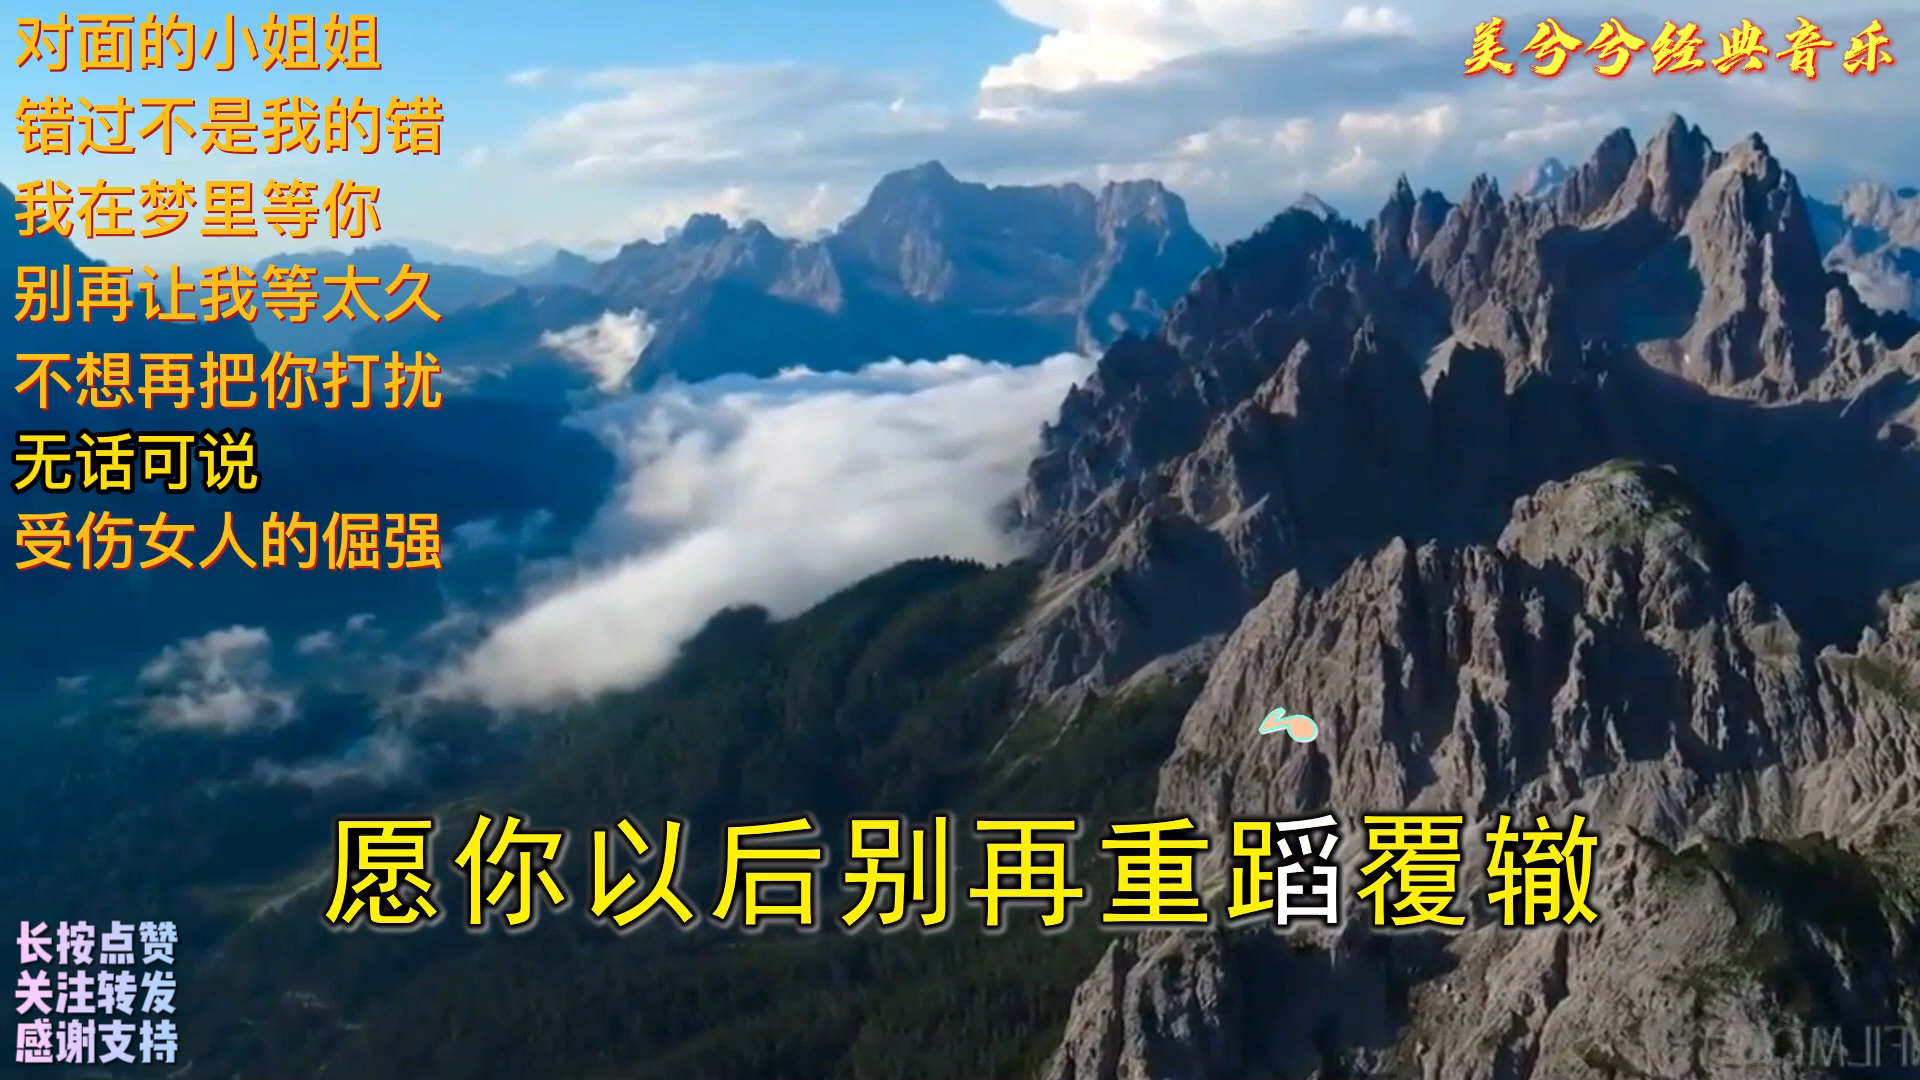 对面的小姐姐
错过不是我的错
我在梦里等你
别再让我等太久
不想再把你打扰
无话可说
受伤女人的倔强
美兮兮经典音乐
愿你以后别再重蹈覆辙
长按点赞
关注转发
感谢支持